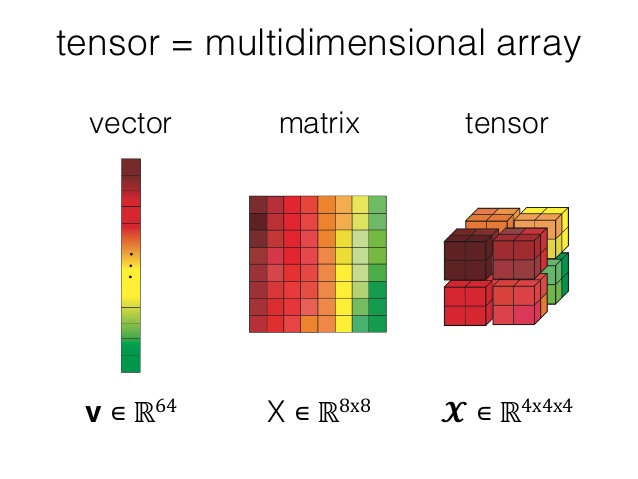 tensor = multidimensional array
vector matrix tensor
v ∈ ℝ⁶⁴ X ∈ ℝ⁸ˣ⁸ 𝓧 ∈ ℝ⁴ˣ⁴ˣ⁴